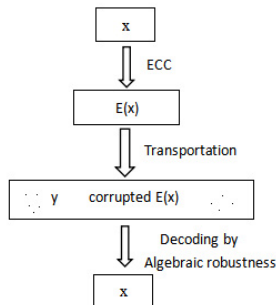 x
ECC
E(x)
Transportation
y corrupted E(x)
Decoding by
Algebraic robustness
x